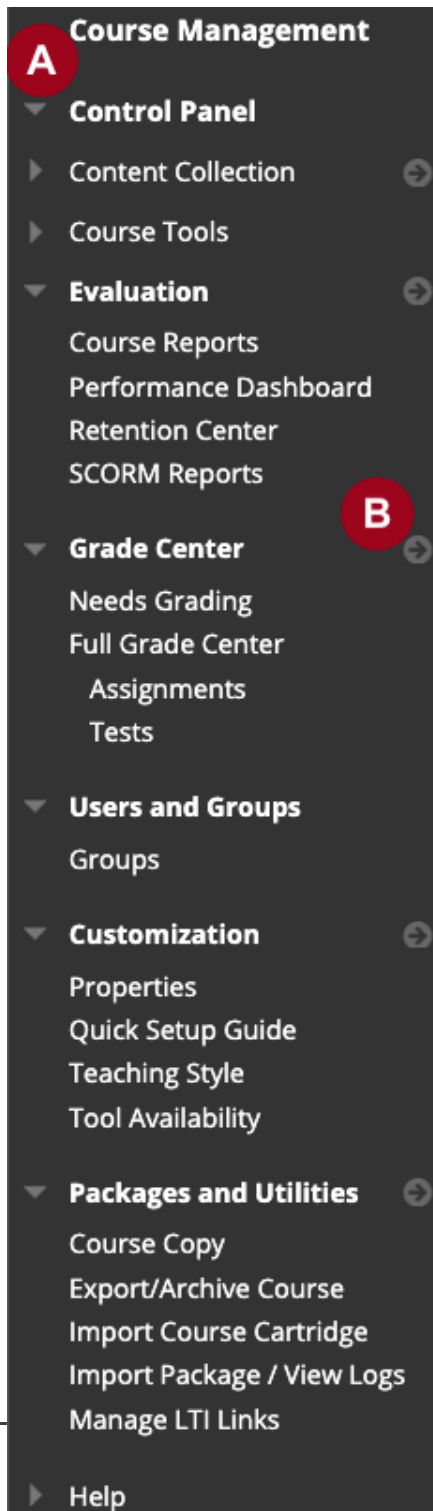 Course Management
A
Control Panel
Content Collection
Course Tools
Evaluation
Course Reports
Performance Dashboard
Retention Center
SCORM Reports
B
Grade Center
Needs Grading
Full Grade Center
Assignments
Tests
Users and Groups
Groups
Customization
Properties
Quick Setup Guide
Teaching Style
Tool Availability
Packages and Utilities
Course Copy
Export/Archive Course
Import Course Cartridge
Import Package / View Logs
Manage LTI Links
Help